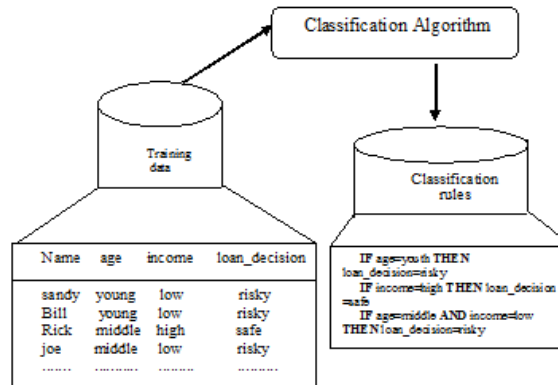 Classification Algorithm
Training
data
Classification
rules
Name age income loan_decision
sandy young low risky
Bill young low risky
Rick middle high safe
joe middle low risky
....... .......... ......... ..........
IF age=youth THEN
loan_decision=risky
IF income=high THEN loan_decision
=safe
IF age=middle AND income=low
THEN loan_decision=risky